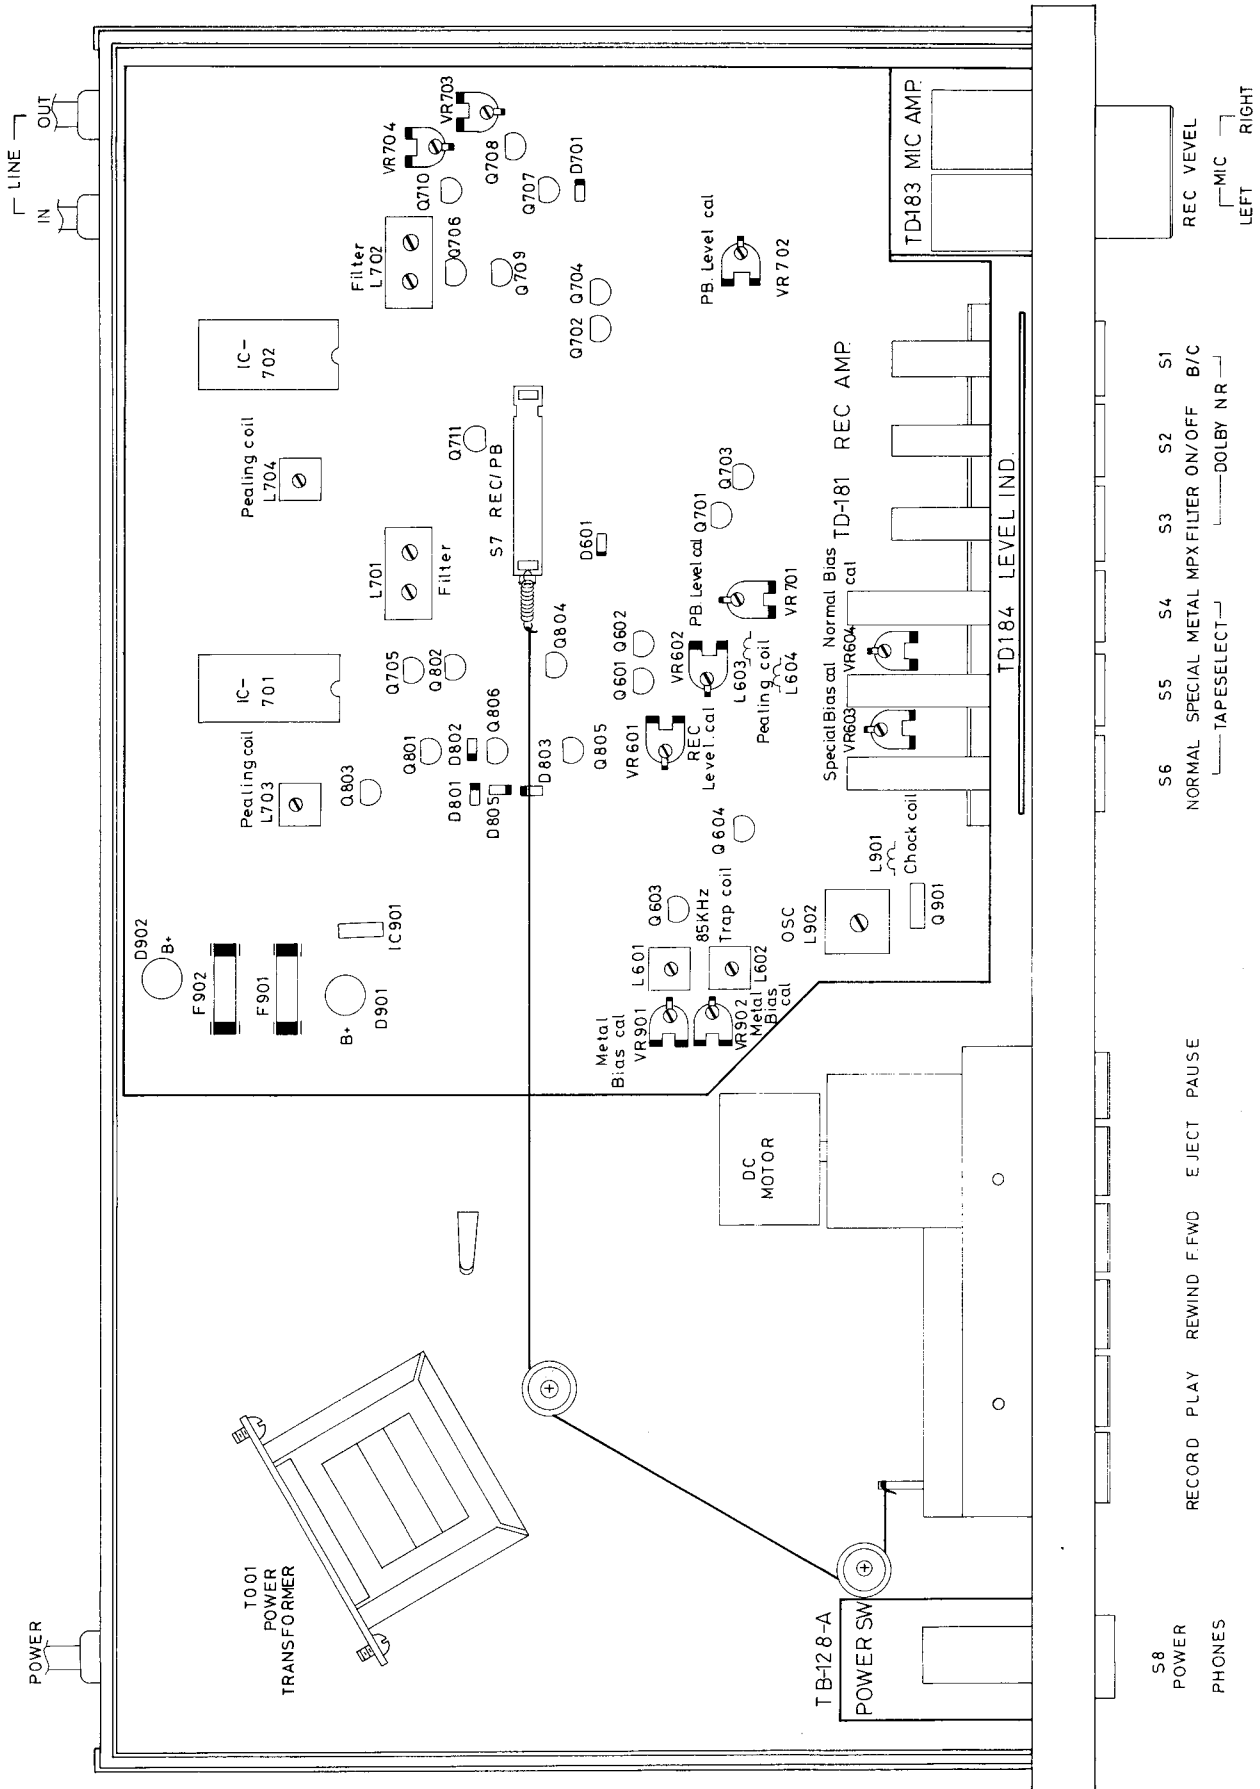 POWER
LINE
IN
OUT
T001
POWER
TRANSFORMER
D902
B+
F902
F901
B+
D901
IC901
Pealing coil
L703
IC-
701
L701
Filter
Pealing coil
L704
IC-
702
Filter
L702
VR704
VR703
Q710
Q708
Q706
Q707
D701
Q709
Q704
Q702
Q803
Q705
Q802
Q801
D802
Q806
D801
D805
D803
Q805
Q804
S7 REC/PB
Q711
D601
Q601
Q602
VR601
REC
Level.cal
VR602
PB.Level cal
VR701
L603
Pealing coil
L604
Q701
Q703
PB. Level cal
VR702
Metal
Bias cal
VR901
L601
Q603
85KHz
Trap coil
L602
VR902
Metal
Bias
cal
Q604
OSC
L902
L901
Chock coil
Q901
Special Bias cal
VR603
Normal Bias
cal
VR604
TD-181 REC AMP.
TD-183 MIC AMP.
TD184 LEVEL IND.
DC
MOTOR
TB-128-A
POWER SW
S8
POWER
PHONES
RECORD PLAY REWIND F.FWD EJECT PAUSE
S6 S5 S4 S3 S2 S1
NORMAL SPECIAL METAL MPX FILTER ON/OFF B/C
TAPESELECT
DOLBY NR
REC VEVEL
MIC
LEFT RIGHT